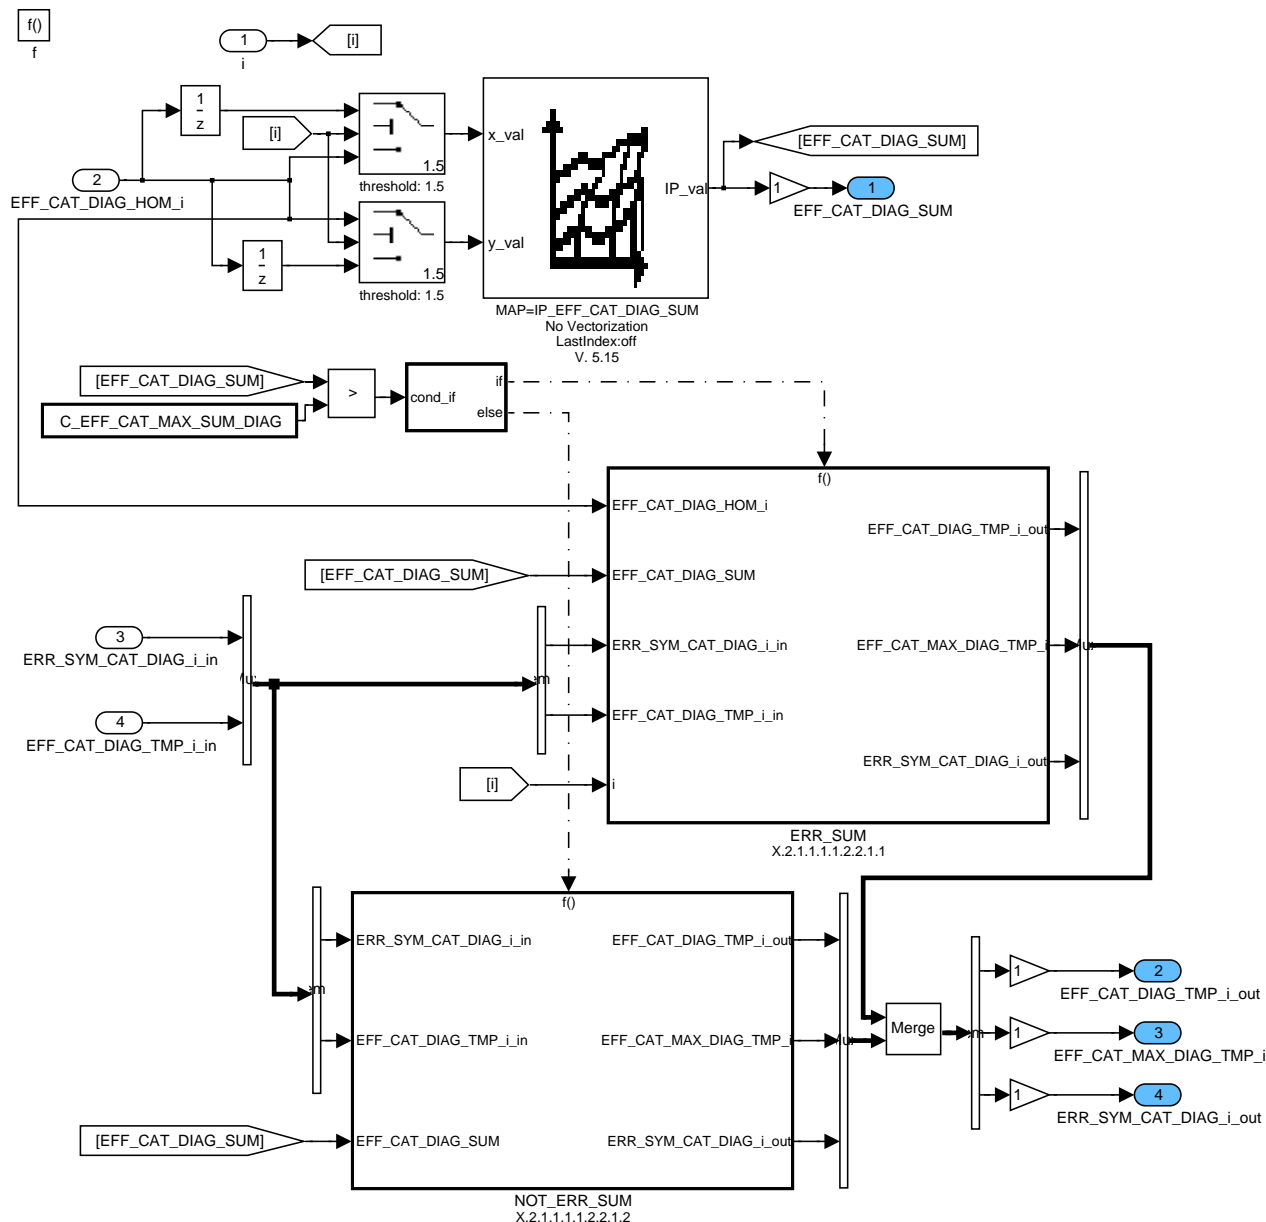 f()
f
1
[i]
i
1
z
[i]
1.5
threshold: 1.5
x_val
IP_val
[EFF_CAT_DIAG_SUM]
1
1
EFF_CAT_DIAG_SUM
2
EFF_CAT_DIAG_HOM_i
1
z
1.5
threshold: 1.5
y_val
MAP=IP_EFF_CAT_DIAG_SUM
No Vectorization
LastIndex:off
V. 5.15
[EFF_CAT_DIAG_SUM]
C_EFF_CAT_MAX_SUM_DIAG
>
cond_if
if
else
f()
EFF_CAT_DIAG_HOM_i
EFF_CAT_DIAG_TMP_i_out
[EFF_CAT_DIAG_SUM]
EFF_CAT_DIAG_SUM
3
ERR_SYM_CAT_DIAG_i_in
ERR_SYM_CAT_DIAG_i_in
EFF_CAT_MAX_DIAG_TMP_i
4
EFF_CAT_DIAG_TMP_i_in
EFF_CAT_DIAG_TMP_i_in
ERR_SYM_CAT_DIAG_i_out
[i]
i
ERR_SUM
X.2.1.1.1.1.2.2.1.1
f()
ERR_SYM_CAT_DIAG_i_in
EFF_CAT_DIAG_TMP_i_out
EFF_CAT_DIAG_TMP_i_in
EFF_CAT_MAX_DIAG_TMP_i
[EFF_CAT_DIAG_SUM]
EFF_CAT_DIAG_SUM
ERR_SYM_CAT_DIAG_i_out
NOT_ERR_SUM
X.2.1.1.1.1.2.2.1.2
Merge
1
2
EFF_CAT_DIAG_TMP_i_out
1
3
EFF_CAT_MAX_DIAG_TMP_i
1
4
ERR_SYM_CAT_DIAG_i_out